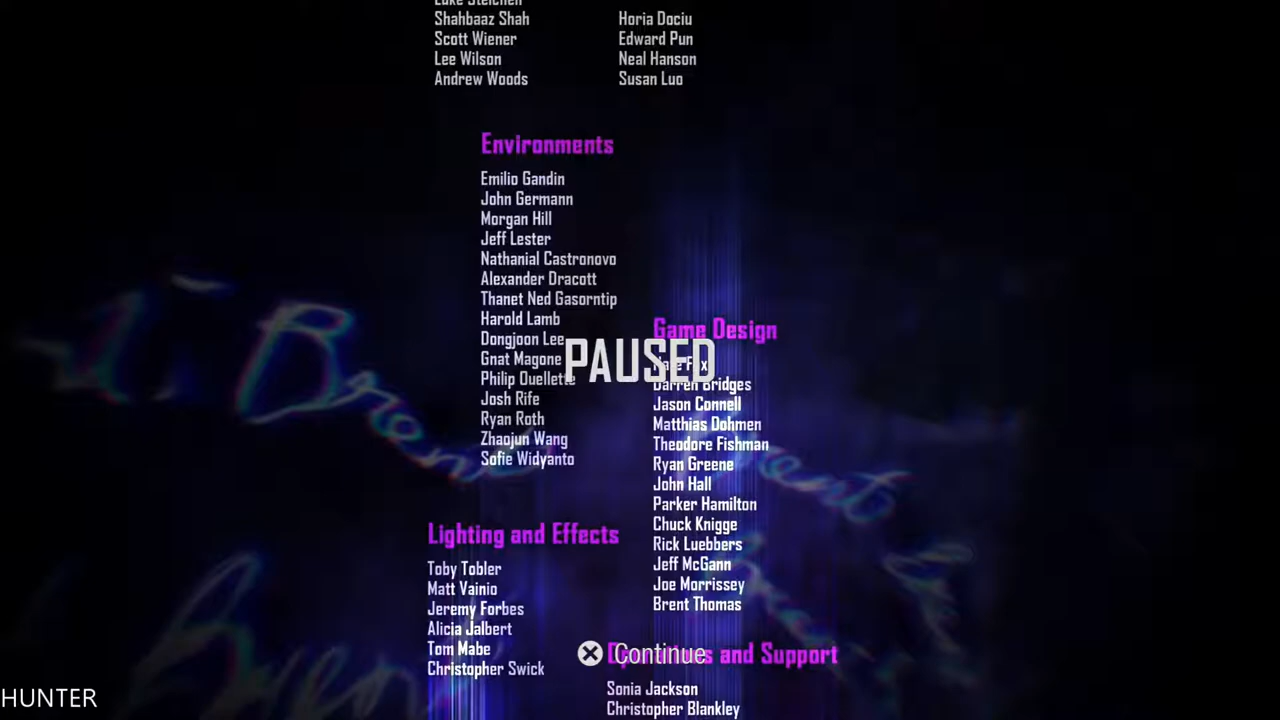 Luke Steichen
Shahbaaz Shah
Scott Wiener
Lee Wilson
Andrew Woods
Horia Dociu
Edward Pun
Neal Hanson
Susan Luo
Environments
Emilio Gandin
John Germann
Morgan Hill
Jeff Lester
Nathanial Castronovo
Alexander Dracott
Thanet Ned Gasorntip
Harold Lamb
Dongjoon Lee
Gnat Magone
Philip Ouellette
Josh Rife
Ryan Roth
Zhaojun Wang
Sofie Widyanto
Game Design
PAUSED
Fox
Darren Bridges
Jason Connell
Matthias Dohmen
Theodore Fishman
Ryan Greene
John Hall
Parker Hamilton
Chuck Knigge
Rick Luebbers
Jeff McGann
Joe Morrissey
Brent Thomas
Lighting and Effects
Toby Tobler
Matt Vainio
Jeremy Forbes
Alicia Jalbert
Tom Mabe
Christopher Swick
Continue
and Support
Sonia Jackson
Christopher Blankley
HUNTER